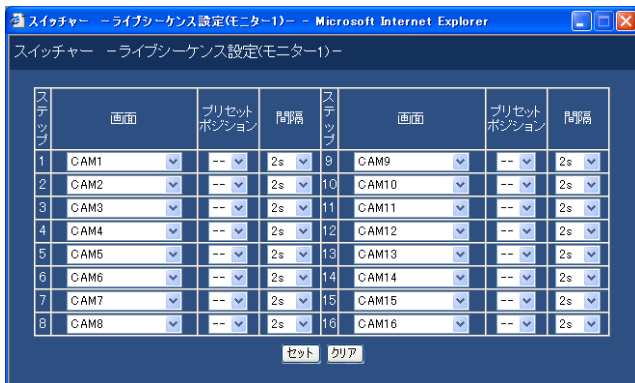 スイッチャー －ライブシーケンス設定(モニター1)－ - Microsoft Internet Explorer
スイッチャー －ライブシーケンス設定(モニター1)－
ステップ 画面 プリセットポジション 間隔 ステップ 画面 プリセットポジション 間隔
1 CAM1 -- 2s 9 CAM9 -- 2s
2 CAM2 -- 2s 10 CAM10 -- 2s
3 CAM3 -- 2s 11 CAM11 -- 2s
4 CAM4 -- 2s 12 CAM12 -- 2s
5 CAM5 -- 2s 13 CAM13 -- 2s
6 CAM6 -- 2s 14 CAM14 -- 2s
7 CAM7 -- 2s 15 CAM15 -- 2s
8 CAM8 -- 2s 16 CAM16 -- 2s
セット クリア